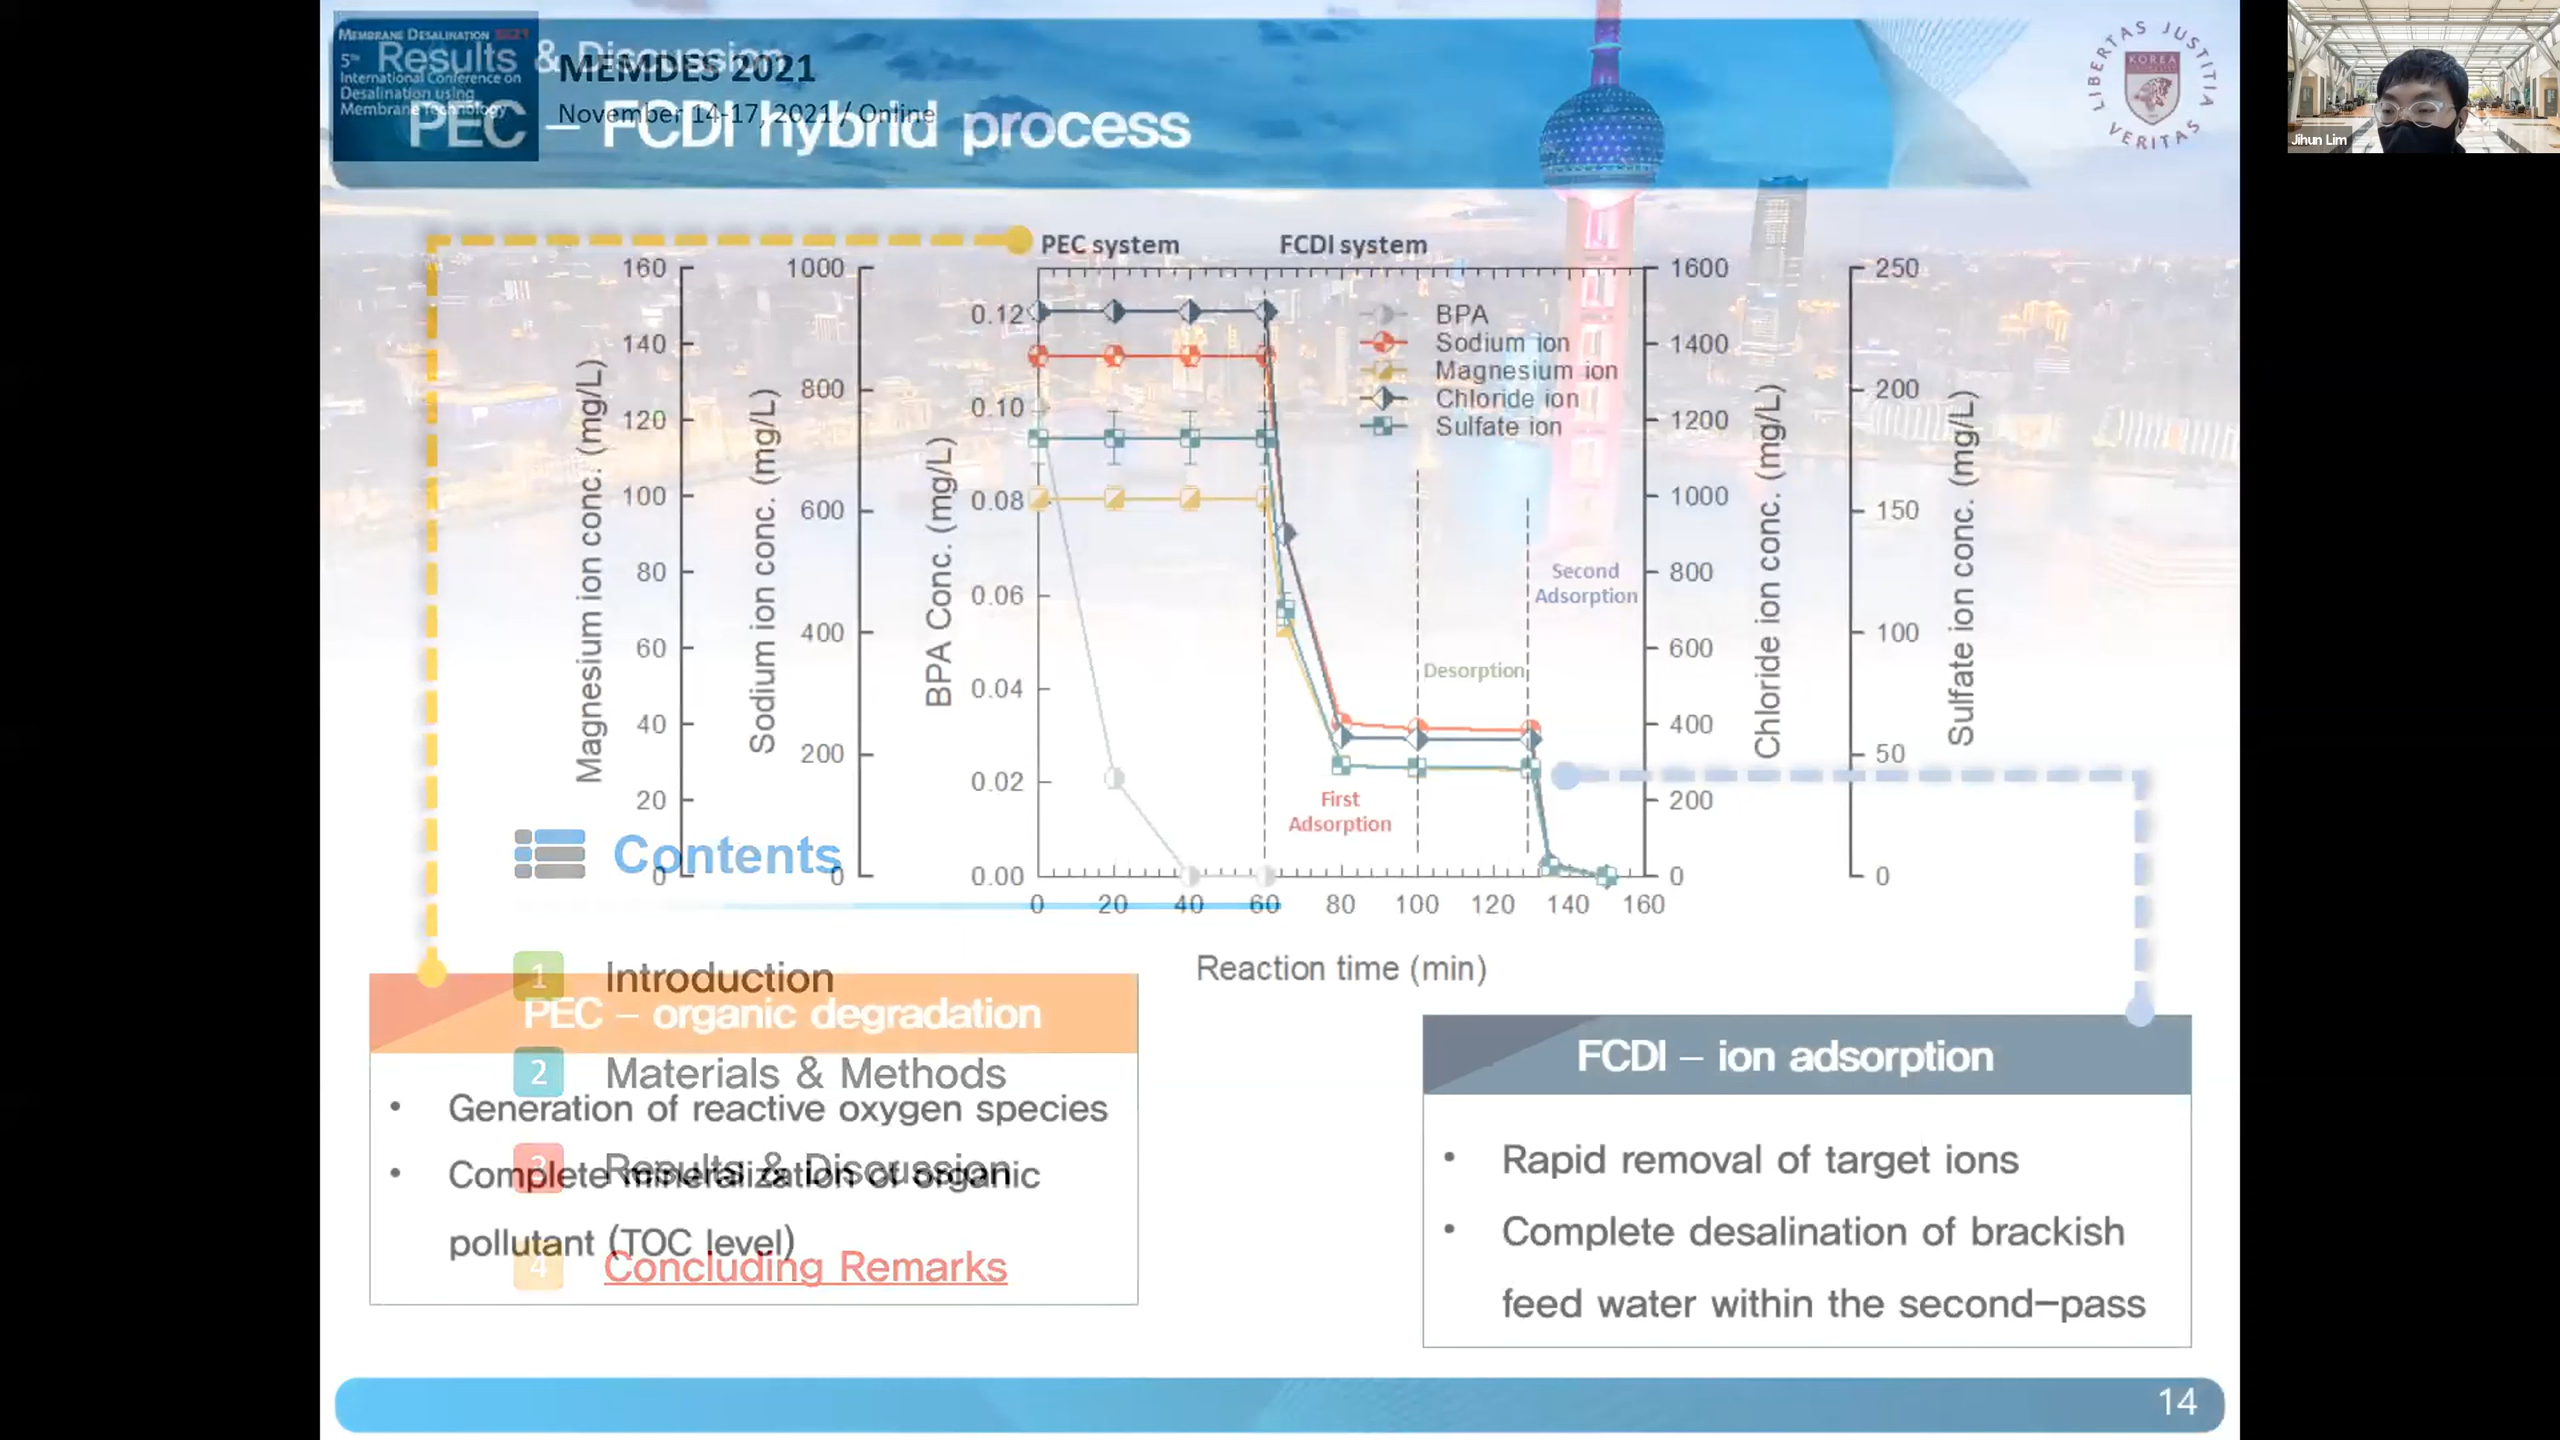 MEMBRANE DESALINATION 2021
5th
International Conference on
Desalination using
Membrane Technology
Results & Discussion
MEMDES 2021
November 14-17, 2021 / Online
PEC – FCDI hybrid process
LIBERTAS JUSTITIA VERITAS
KOREA
Jihun Lim
PEC system
FCDI system
Magnesium ion conc. (mg/L)
160
140
120
100
80
60
40
20
0
Sodium ion conc. (mg/L)
1000
800
600
400
200
0
BPA Conc. (mg/L)
0.12
0.10
0.08
0.06
0.04
0.02
0.00
BPA
Sodium ion
Magnesium ion
Chloride ion
Sulfate ion
First
Adsorption
Desorption
Second
Adsorption
1600
1400
1200
1000
800
600
400
200
0
Chloride ion conc. (mg/L)
250
200
150
100
50
0
Sulfate ion conc. (mg/L)
0 20 40 60 80 100 120 140 160
Reaction time (min)
Contents
1 Introduction
2 Materials & Methods
3 Results & Discussion
4 Concluding Remarks
PEC – organic degradation
• Generation of reactive oxygen species
• Complete mineralization of organic
pollutant (TOC level)
FCDI – ion adsorption
• Rapid removal of target ions
• Complete desalination of brackish
feed water within the second-pass
14